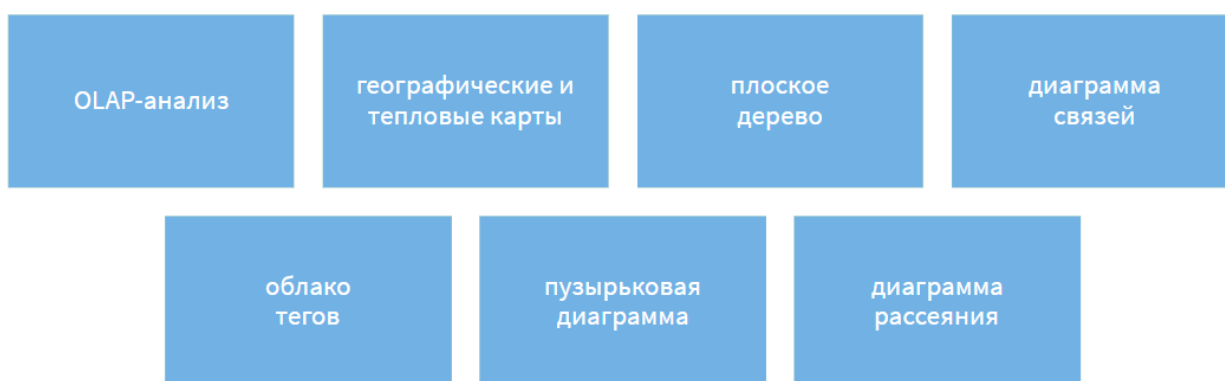 OLAP-анализ
географические и
тепловые карты
плоское
дерево
диаграмма
связей
облако
тегов
пузырьковая
диаграмма
диаграмма
рассеяния